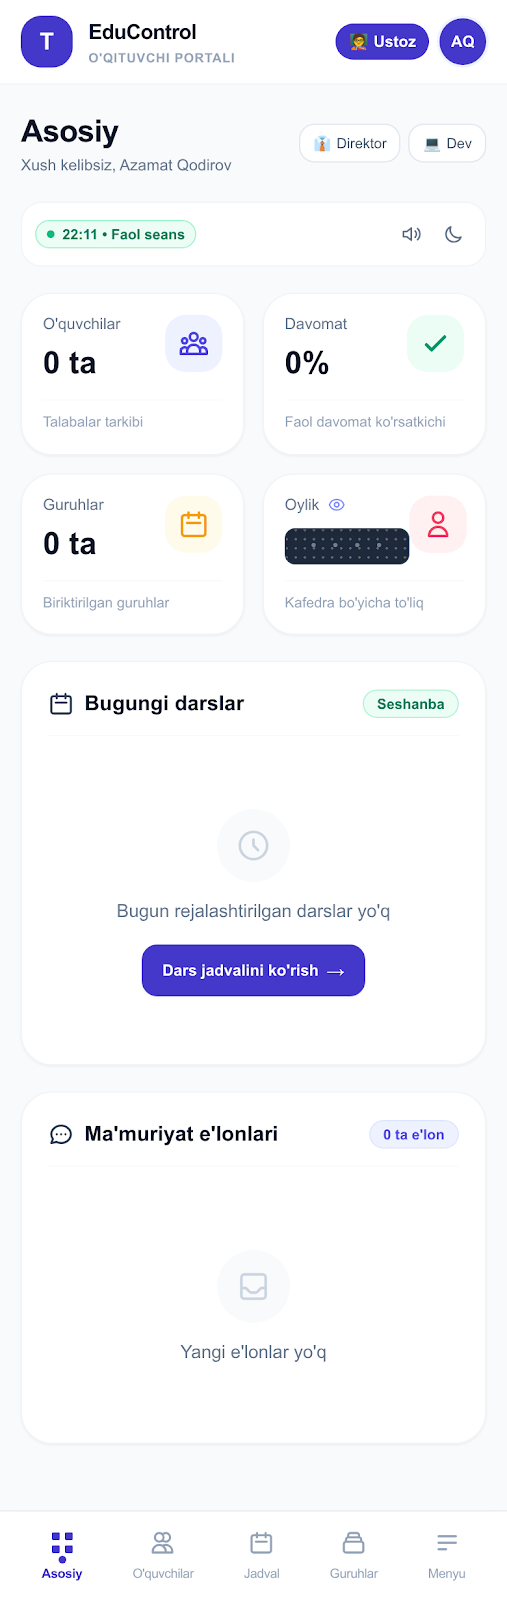 T
EduControl
O'QITUVCHI PORTALI
Ustoz
AQ
Asosiy
Xush kelibsiz, Azamat Qodirov
Direktor
Dev
22:11 • Faol seans
O'quvchilar
0 ta
Talabalar tarkibi
Davomat
0%
Faol davomat ko'rsatkichi
Guruhlar
0 ta
Biriktirilgan guruhlar
Oylik
Kafedra bo'yicha to'liq
Bugungi darslar
Seshanba
Bugun rejalashtirilgan darslar yo'q
Dars jadvalini ko'rish →
Ma'muriyat e'lonlari
0 ta e'lon
Yangi e'lonlar yo'q
Asosiy
O'quvchilar
Jadval
Guruhlar
Menyu